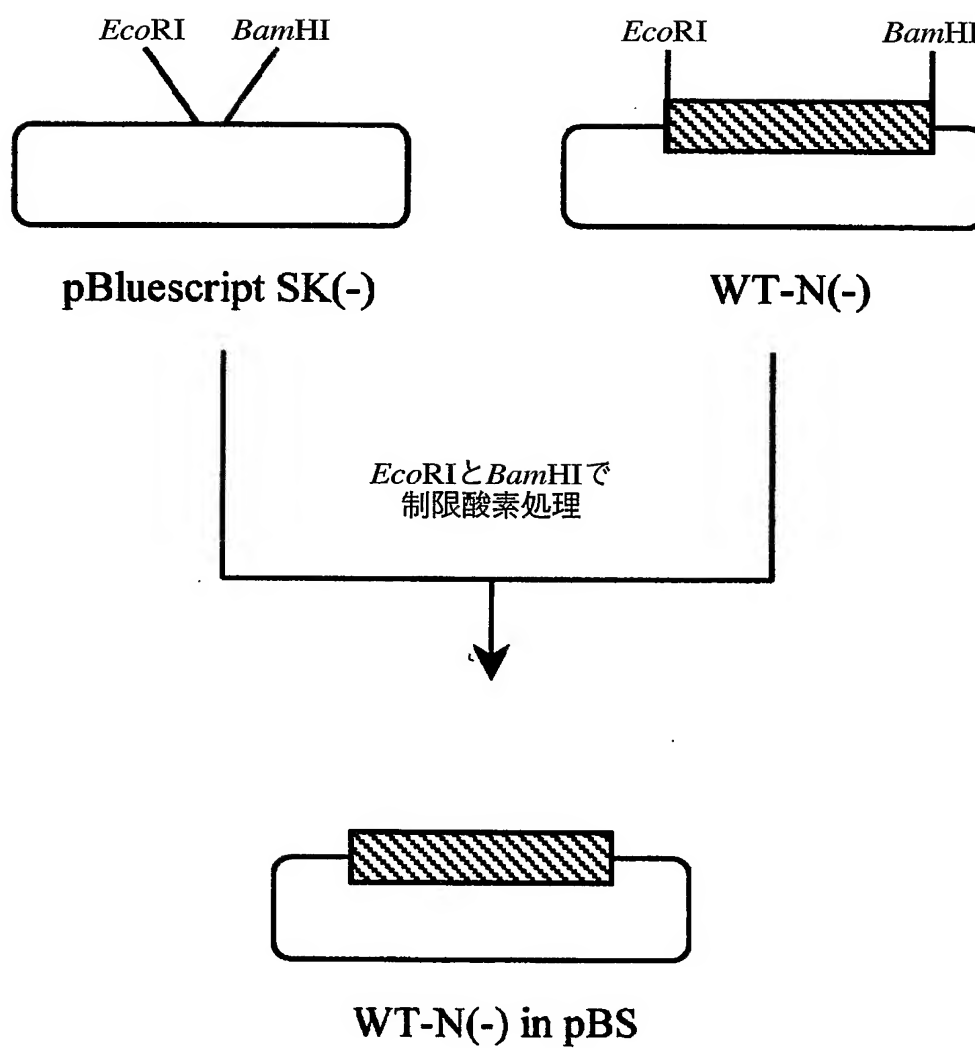 EcoRI BamHI
EcoRI BamHI
pBluescript SK(-)
WT-N(-)
EcoRIとBamHIで
制限酸素処理
WT-N(-) in pBS